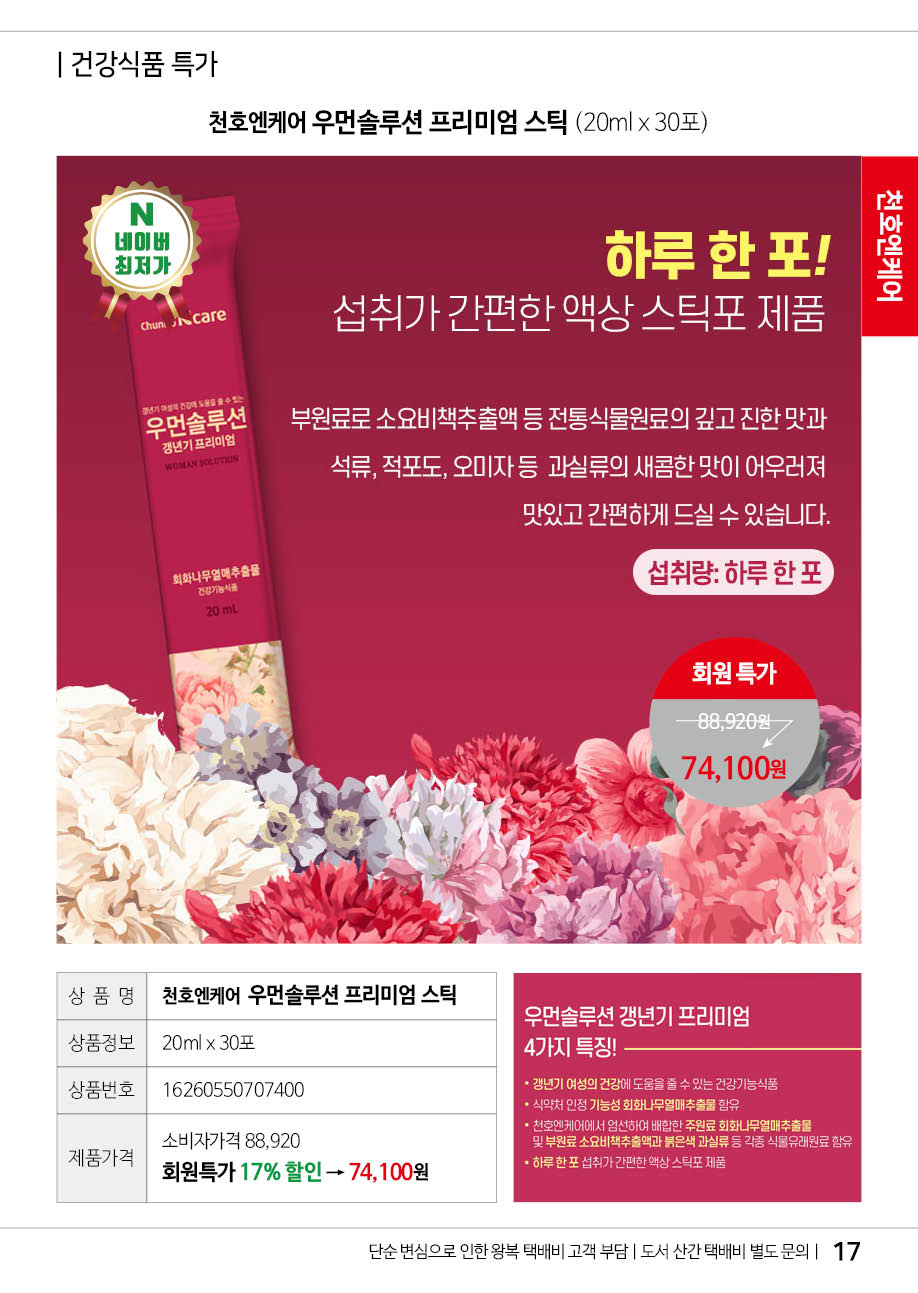 | 건강식품 특가
천호엔케어 우먼솔루션 프리미엄 스틱 (20ml x 30포)
천호엔케어
N
네이버
최저가
하루 한 포!
섭취가 간편한 액상 스틱포 제품
care
갱년기 여성의 건강에 도움을 줄 수 있는
우먼솔루션
갱년기 프리미엄
WOMAN SOLUTION
회화나무열매추출물
건강기능식품
20 mL
부원료로 소요비책추출액 등 전통식물원료의 깊고 진한 맛과
석류, 적포도, 오미자 등 과실류의 새콤한 맛이 어우러져
맛있고 간편하게 드실 수 있습니다.
섭취량: 하루 한 포
회원 특가
88,920원
74,100원
상 품 명 천호엔케어 우먼솔루션 프리미엄 스틱
상품정보 20ml x 30포
상품번호 16260550707400
제품가격 소비자가격 88,920
회원특가 17% 할인 → 74,100원
우먼솔루션 갱년기 프리미엄
4가지 특징!
• 갱년기 여성의 건강에 도움을 줄 수 있는 건강기능식품
• 식약처 인정 기능성 회화나무열매추출물 함유
• 천호엔케어에서 엄선하여 배합한 주원료 회화나무열매추출물
및 부원료 소요비책추출액과 붉은색 과실류 등 각종 식물유래원료 함유
• 하루 한 포 섭취가 간편한 액상 스틱포 제품
단순 변심으로 인한 왕복 택배비 고객 부담 | 도서 산간 택배비 별도 문의 | 17